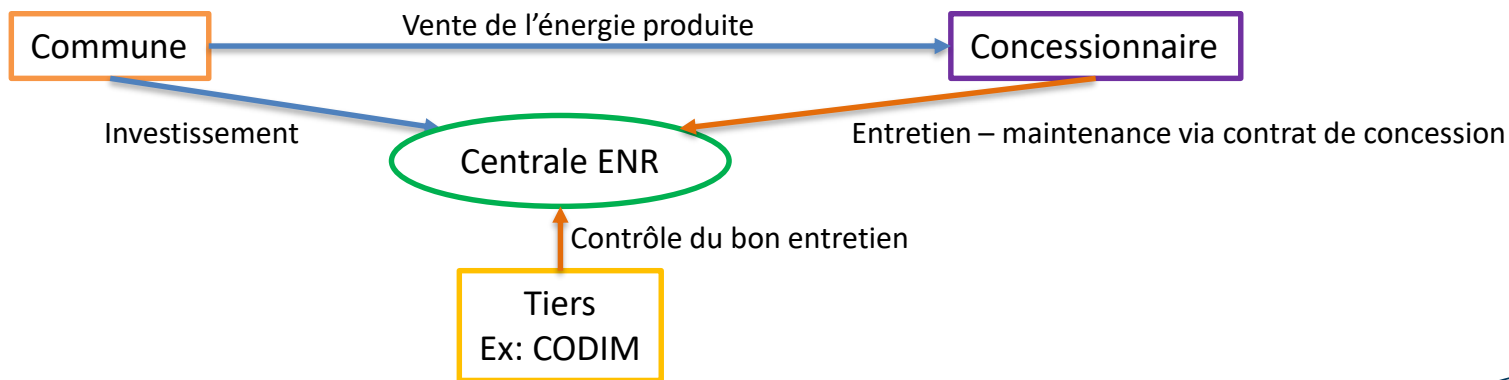 Vente de l’énergie produite
Commune
Concessionnaire
Investissement
Entretien – maintenance via contrat de concession
Centrale ENR
Contrôle du bon entretien
Tiers
Ex: CODIM